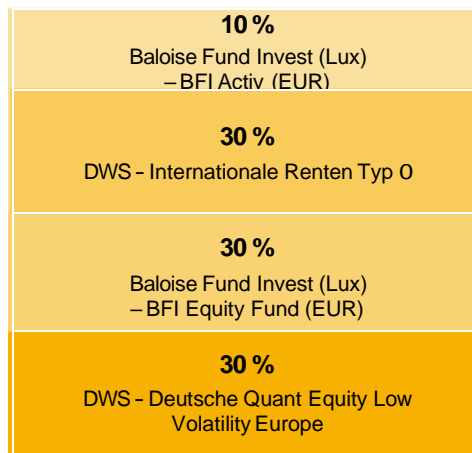 10 %
Baloise Fund Invest (Lux)
– BFI Activ (EUR)
30 %
DWS – Internationale Renten Typ O
30 %
Baloise Fund Invest (Lux)
– BFI Equity Fund (EUR)
30 %
DWS – Deutsche Quant Equity Low
Volatility Europe